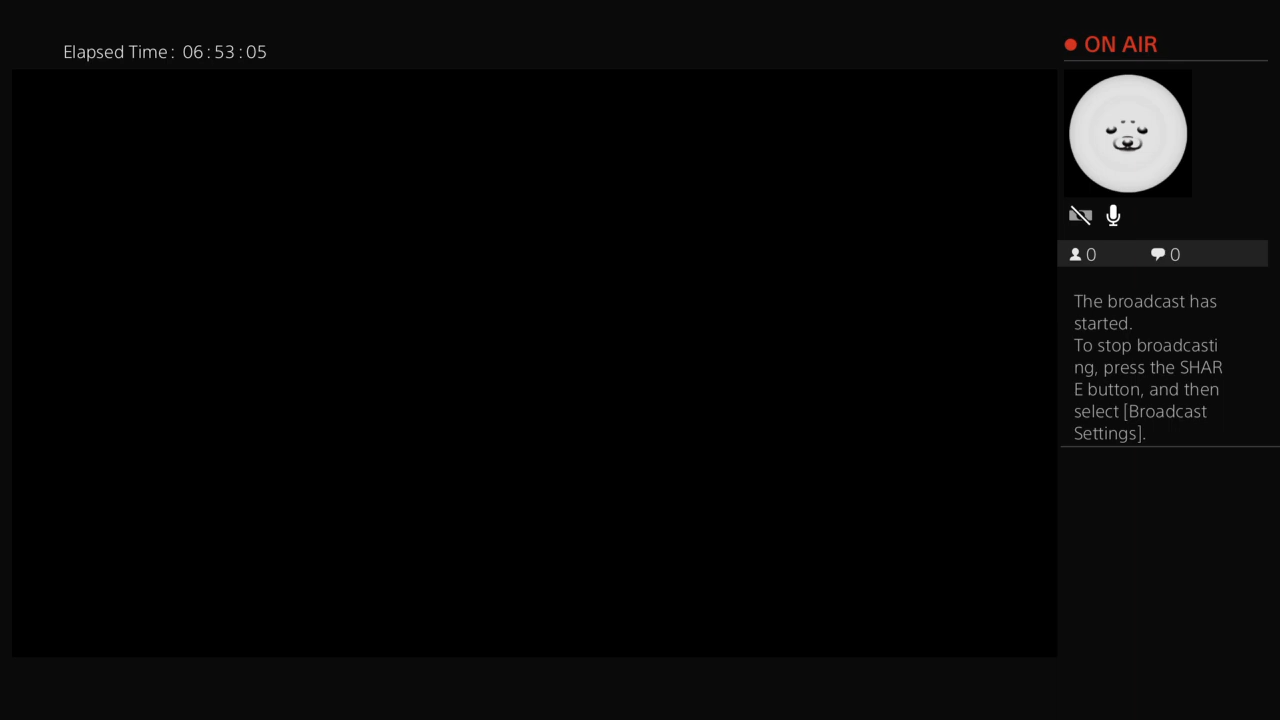 Elapsed Time: 06:53:05
ON AIR
0 0
The broadcast has
started.
To stop broadcasti
ng, press the SHAR
E button, and then
select [Broadcast
Settings].